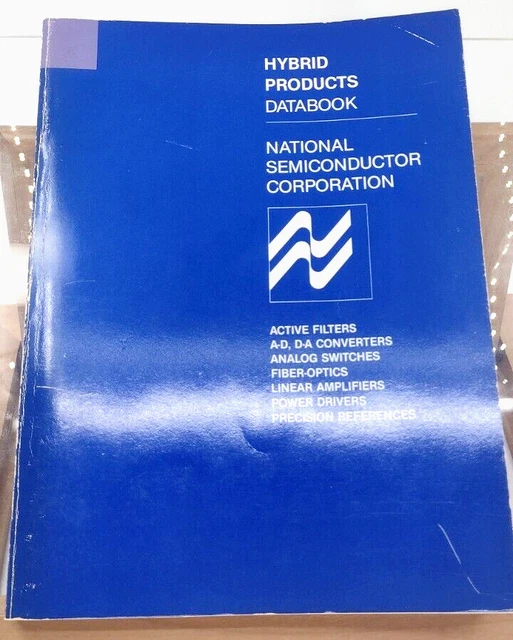 HYBRID
PRODUCTS
DATABOOK
NATIONAL
SEMICONDUCTOR
CORPORATION
ACTIVE FILTERS
A-D, D-A CONVERTERS
ANALOG SWITCHES
FIBER-OPTICS
LINEAR AMPLIFIERS
POWER DRIVERS
PRECISION REFERENCES